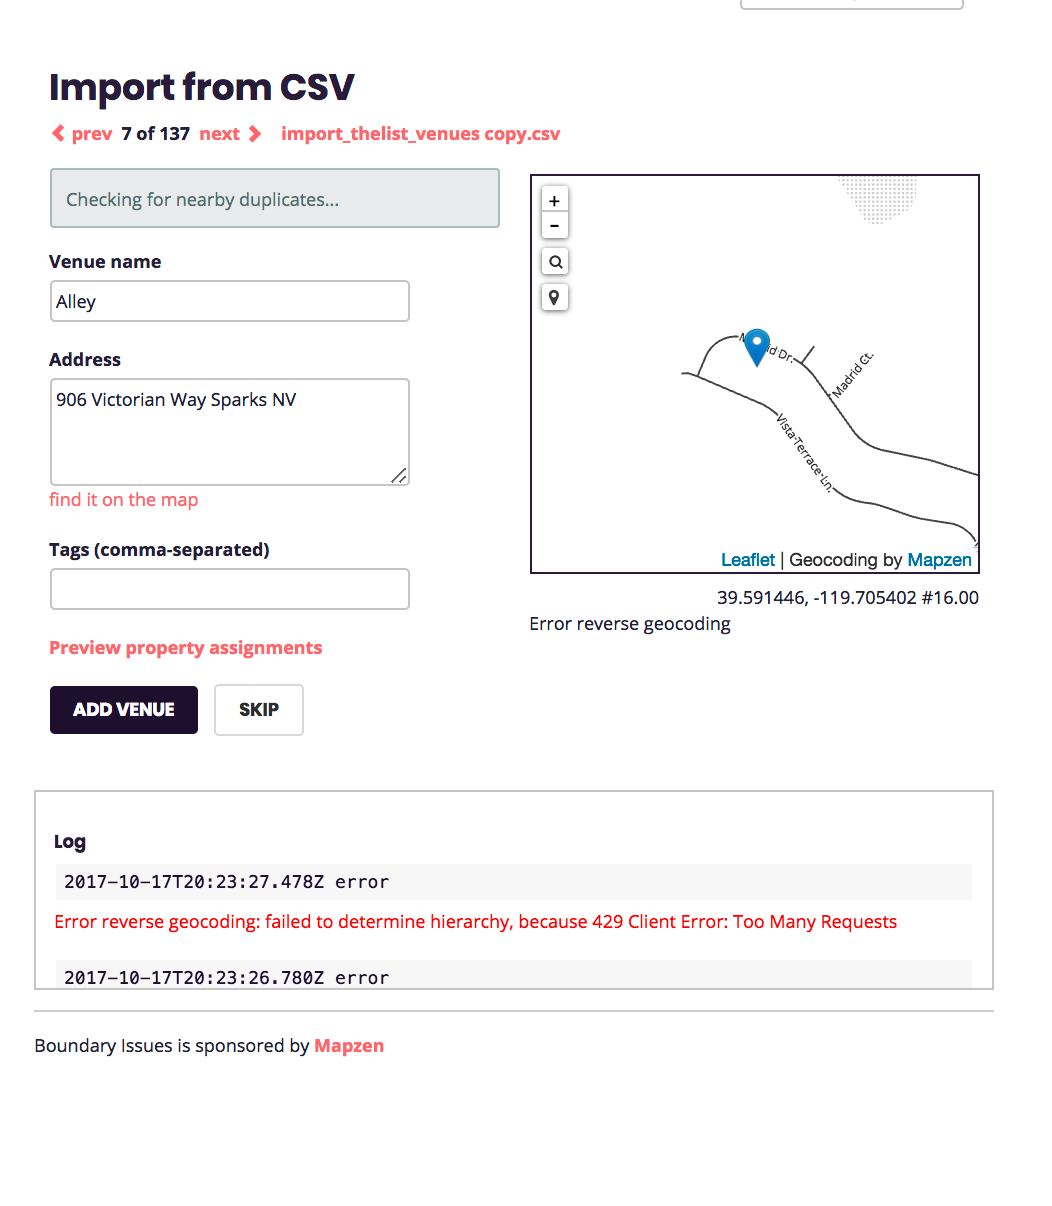 Import from CSV
prev 7 of 137 next import_thelist_venues copy.csv
Checking for nearby duplicates...
Venue name
Alley
Address
906 Victorian Way Sparks NV
find it on the map
Tags (comma-separated)
Preview property assignments
ADD VENUE SKIP
+
-
Madrid Ct.
Vista Terrace Ln.
Leaflet | Geocoding by Mapzen
39.591446, -119.705402 #16.00
Error reverse geocoding
Log
2017-10-17T20:23:27.478Z error
Error reverse geocoding: failed to determine hierarchy, because 429 Client Error: Too Many Requests
2017-10-17T20:23:26.780Z error
Boundary Issues is sponsored by Mapzen